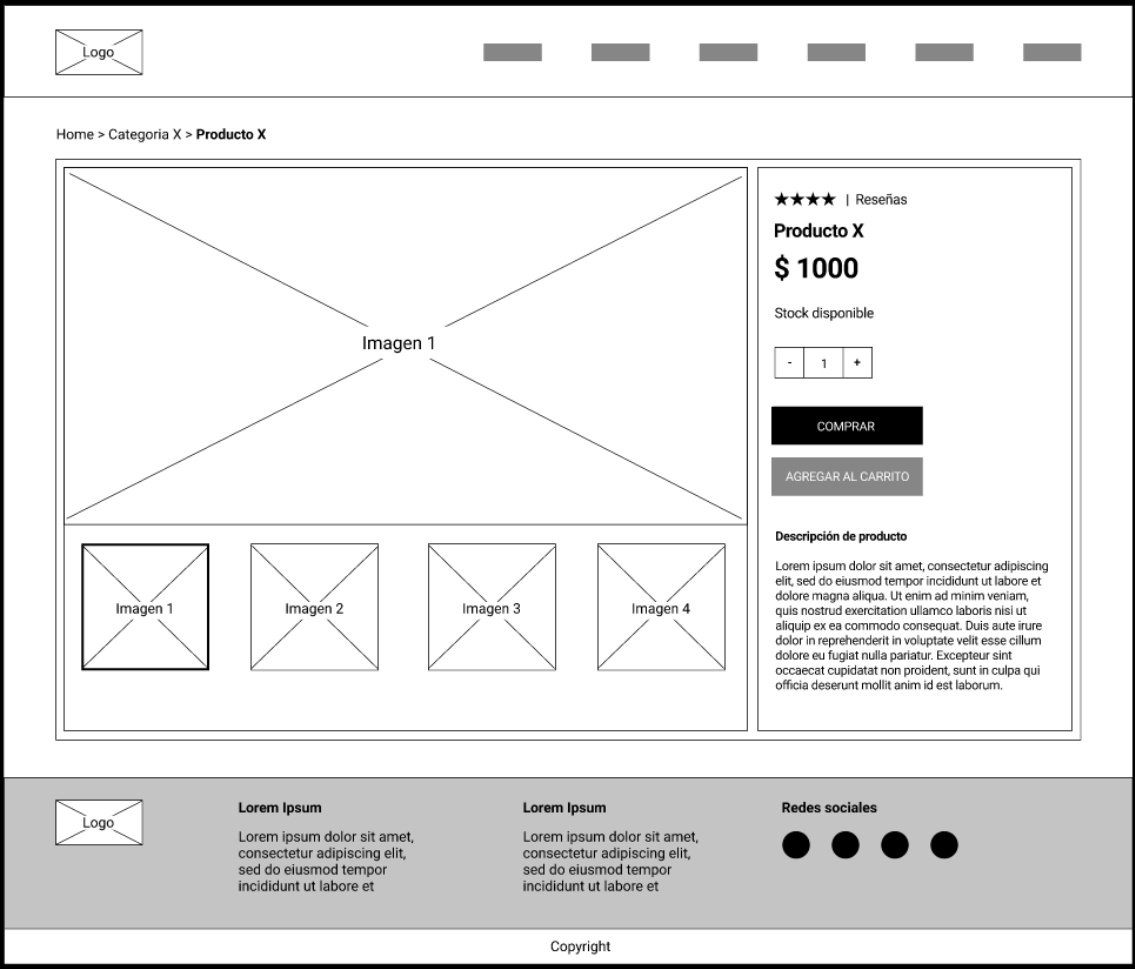 Logo
Home > Categoria X > Producto X
Imagen 1
Imagen 1
Imagen 2
Imagen 3
Imagen 4
★★★★ | Reseñas
Producto X
$ 1000
Stock disponible
- 1 +
COMPRAR
AGREGAR AL CARRITO
Descripción de producto
Lorem ipsum dolor sit amet, consectetur adipiscing
elit, sed do eiusmod tempor incididunt ut labore et
dolore magna aliqua. Ut enim ad minim veniam,
quis nostrud exercitation ullamco laboris nisi ut
aliquip ex ea commodo consequat. Duis aute irure
dolor in reprehenderit in voluptate velit esse cillum
dolore eu fugiat nulla pariatur. Excepteur sint
occaecat cupidatat non proident, sunt in culpa qui
officia deserunt mollit anim id est laborum.
Logo
Lorem Ipsum
Lorem ipsum dolor sit amet,
consectetur adipiscing elit,
sed do eiusmod tempor
incididunt ut labore et
Lorem Ipsum
Lorem ipsum dolor sit amet,
consectetur adipiscing elit,
sed do eiusmod tempor
incididunt ut labore et
Redes sociales
Copyright